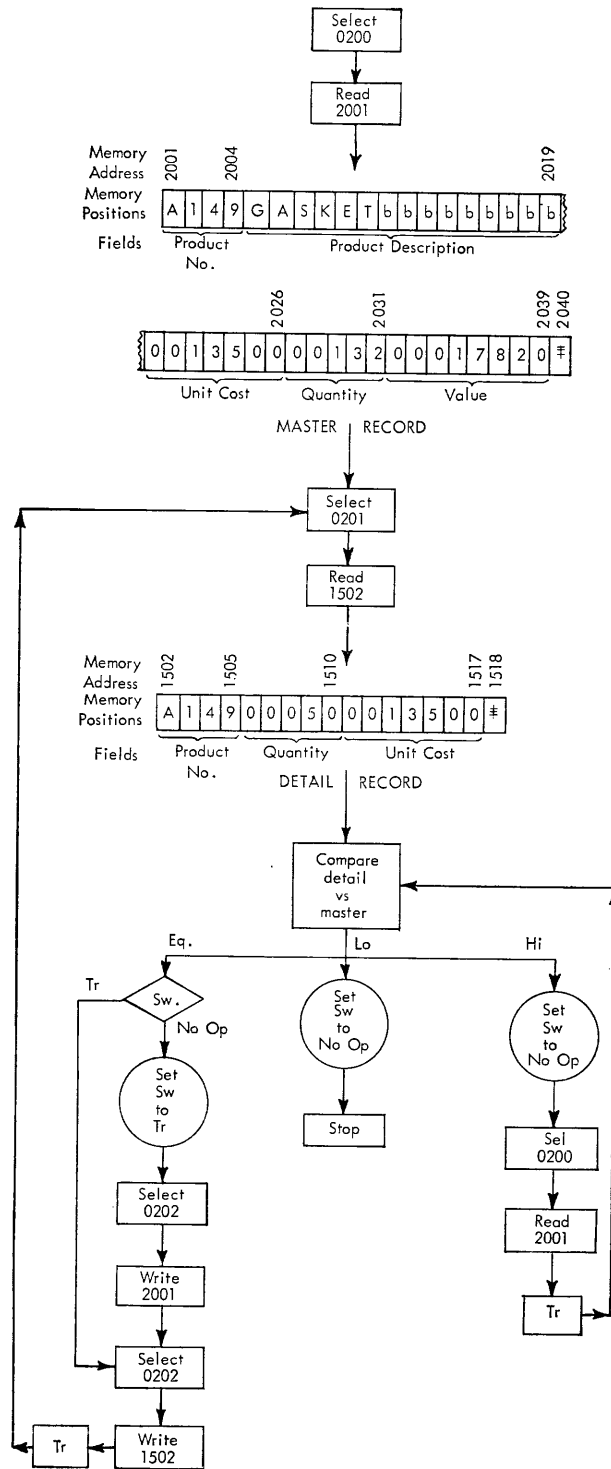 Select
0200
Read
2001
Memory
Address
2001
2004
2019
Memory
Positions
A 1 4 9 G A S K E T b b b b b b b b b
Fields
Product
No.
Product Description
2026
2031
2039
2040
0 0 1 3 5 0 0 0 0 1 3 2 0 0 0 1 7 8 2 0 ⧧
Unit Cost
Quantity
Value
MASTER RECORD
Select
0201
Read
1502
Memory
Address
1502
1505
1510
1517
1518
Memory
Positions
A 1 4 9 0 0 0 5 0 0 0 1 3 5 0 0 ⧧
Fields
Product
No.
Quantity
Unit Cost
DETAIL RECORD
Compare
detail
vs
master
Eq.
Lo
Hi
Tr
Sw.
No Op
Set
Sw
to
No Op
Set
Sw
to
No Op
Set
Sw
to
Tr
Stop
Sel
0200
Select
0202
Read
2001
Write
2001
Tr
Select
0202
Tr
Write
1502